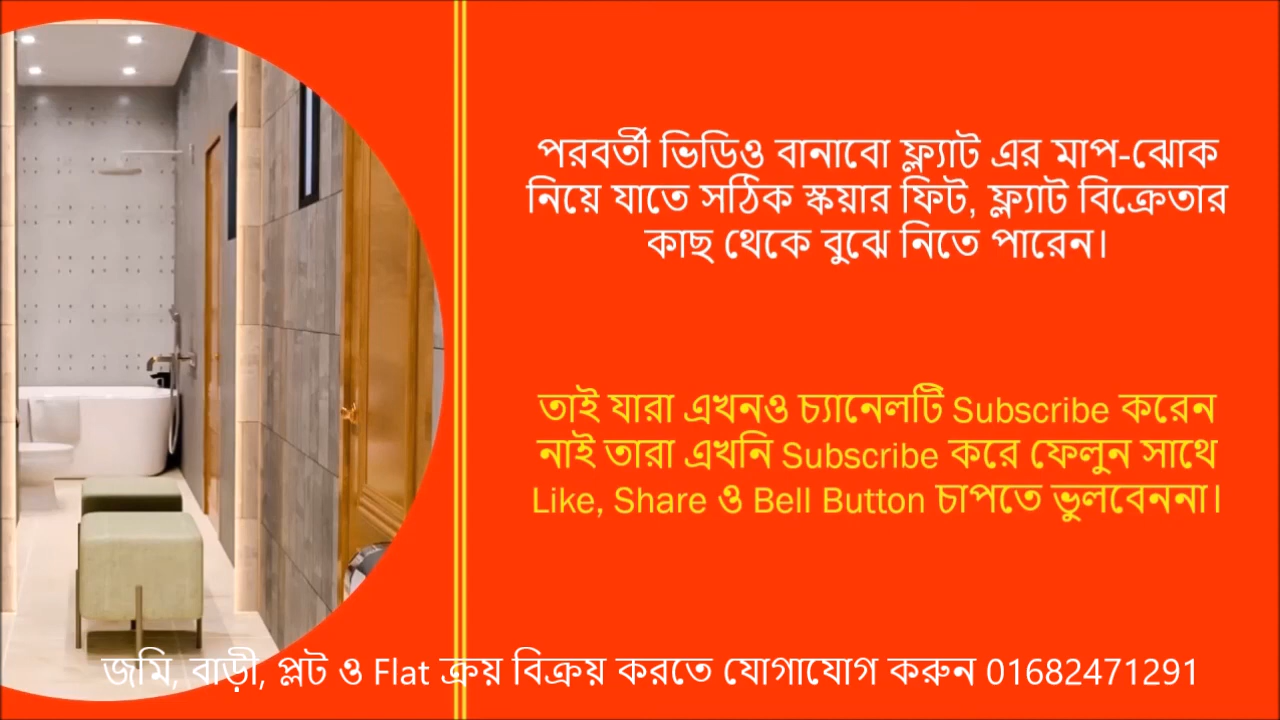 পরবর্তী ভিডিও বানাবো ফ্ল্যাট এর মাপ-ঝোক
নিয়ে যাতে সঠিক স্কয়ার ফিট, ফ্ল্যাট বিক্রেতার
কাছ থেকে বুঝে নিতে পারেন।
তাই যারা এখনও চ্যানেলটি Subscribe করেন
নাই তারা এখনি Subscribe করে ফেলুন সাথে
Like, Share ও Bell Button চাপতে ভুলবেননা।
জমি, বাড়ী, প্লট ও Flat ক্রয় বিক্রয় করতে যোগাযোগ করুন 01682471291